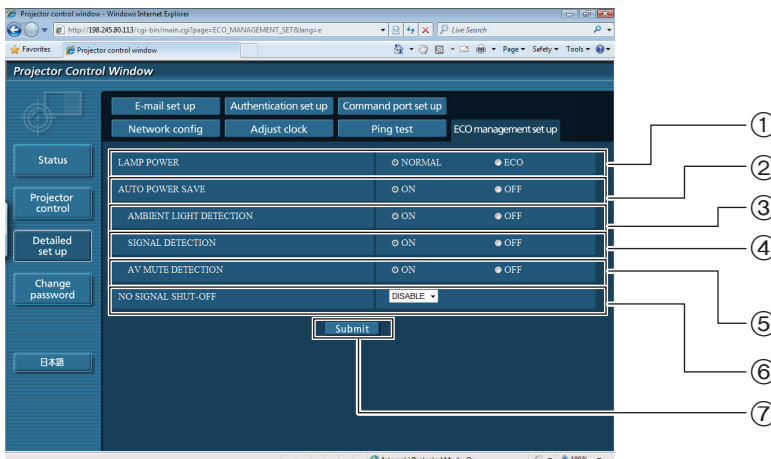 Projector control window - Windows Internet Explorer
http://198.245.80.113/cgi-bin/main.cgi?page=ECO_MANAGEMENT_SET&lang=e
Live Search
Favorites Projector control window Page Safety Tools
Projector Control Window
E-mail set up Authentication set up Command port set up
Network config Adjust clock Ping test ECO management set up
①
Status LAMP POWER NORMAL ECO
②
AUTO POWER SAVE ON OFF
Projector control
③
AMBIENT LIGHT DETECTION ON OFF
Detailed set up
④
SIGNAL DETECTION ON OFF
AV MUTE DETECTION ON OFF
Change password
NO SIGNAL SHUT-OFF DISABLE
⑤
Submit
日本語
⑥
⑦